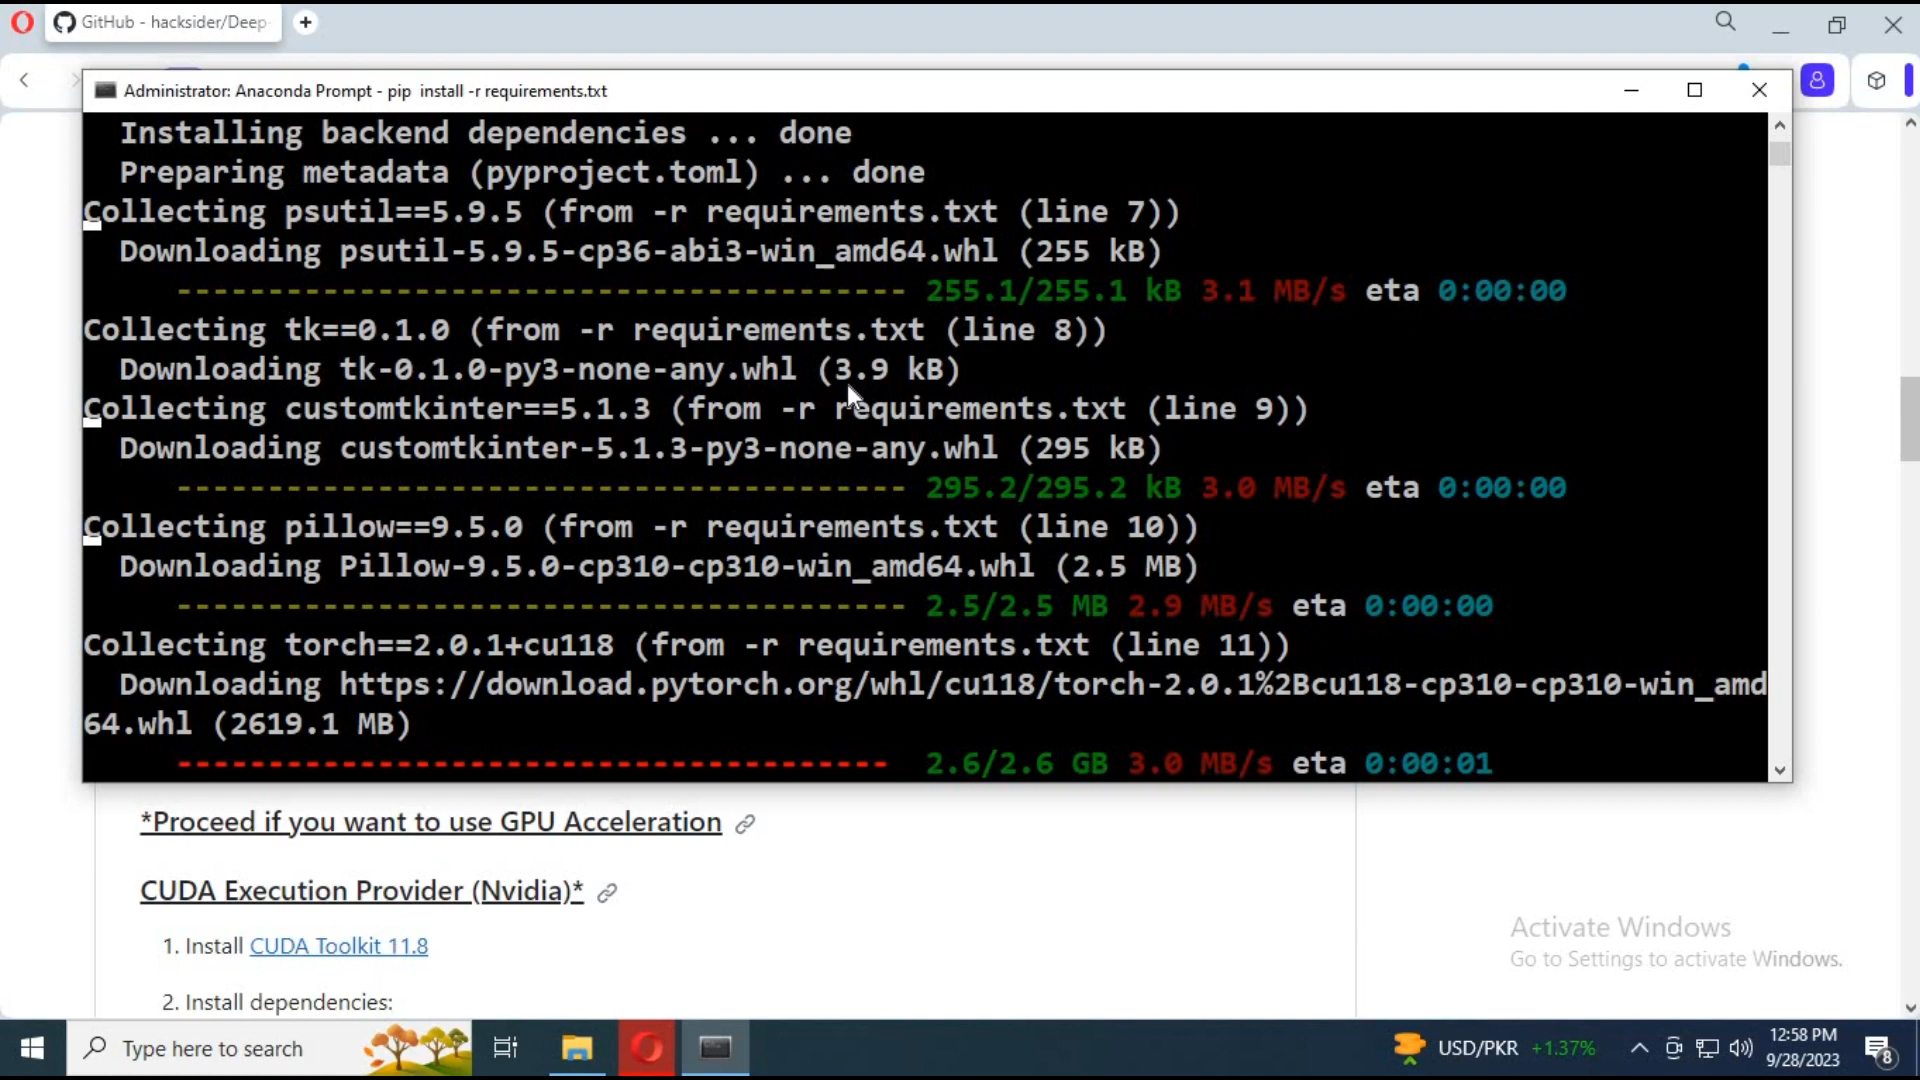 GitHub - hacksider/Deep-
Administrator: Anaconda Prompt - pip install -r requirements.txt
Installing backend dependencies ... done
Preparing metadata (pyproject.toml) ... done
Collecting psutil==5.9.5 (from -r requirements.txt (line 7))
Downloading psutil-5.9.5-cp36-abi3-win_amd64.whl (255 kB)
---------------------------------------- 255.1/255.1 kB 3.1 MB/s eta 0:00:00
Collecting tk==0.1.0 (from -r requirements.txt (line 8))
Downloading tk-0.1.0-py3-none-any.whl (3.9 kB)
Collecting customtkinter==5.1.3 (from -r requirements.txt (line 9))
Downloading customtkinter-5.1.3-py3-none-any.whl (295 kB)
---------------------------------------- 295.2/295.2 kB 3.0 MB/s eta 0:00:00
Collecting pillow==9.5.0 (from -r requirements.txt (line 10))
Downloading Pillow-9.5.0-cp310-cp310-win_amd64.whl (2.5 MB)
---------------------------------------- 2.5/2.5 MB 2.9 MB/s eta 0:00:00
Collecting torch==2.0.1+cu118 (from -r requirements.txt (line 11))
Downloading https://download.pytorch.org/whl/cu118/torch-2.0.1%2Bcu118-cp310-cp310-win_amd
64.whl (2619.1 MB)
--------------------------------------- 2.6/2.6 GB 3.0 MB/s eta 0:00:01
*Proceed if you want to use GPU Acceleration
CUDA Execution Provider (Nvidia)*
1. Install CUDA Toolkit 11.8
2. Install dependencies:
Activate Windows
Go to Settings to activate Windows.
Type here to search
USD/PKR +1.37%
12:58 PM
9/28/2023
8